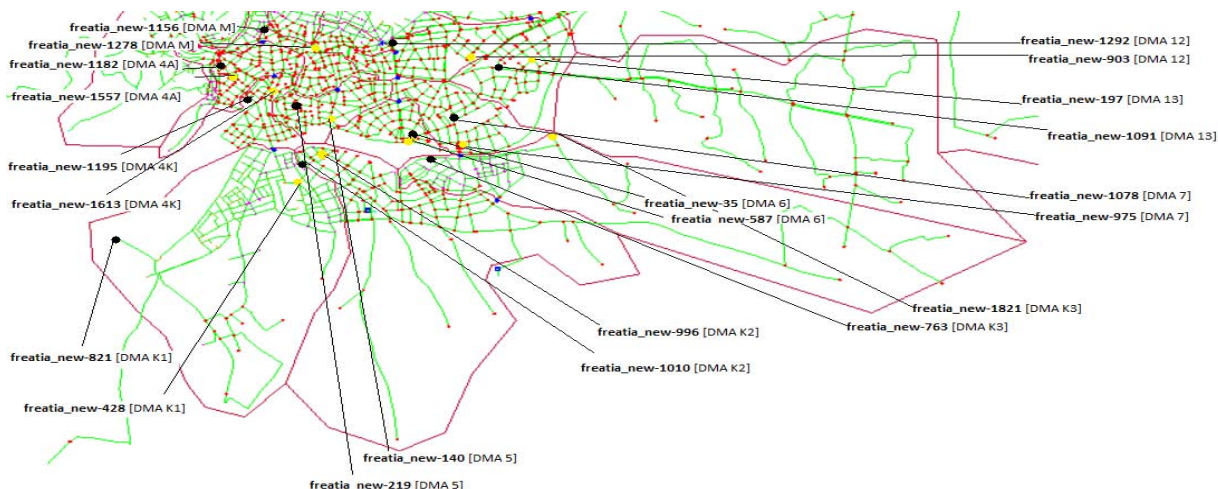 freatia_new-1156 [DMA M]
freatia_new-1278 [DMA M]
freatia_new-1182 [DMA 4A]
freatia_new-1557 [DMA 4A]
freatia_new-1195 [DMA 4K]
freatia_new-1613 [DMA 4K]
freatia_new-821 [DMA K1]
freatia_new-428 [DMA K1]
freatia_new-140 [DMA 5]
freatia_new-219 [DMA 5]
freatia_new-1010 [DMA K2]
freatia_new-996 [DMA K2]
freatia_new-763 [DMA K3]
freatia_new-1821 [DMA K3]
freatia_new-587 [DMA 6]
freatia_new-35 [DMA 6]
freatia_new-975 [DMA 7]
freatia_new-1078 [DMA 7]
freatia_new-1091 [DMA 13]
freatia_new-197 [DMA 13]
freatia_new-903 [DMA 12]
freatia_new-1292 [DMA 12]